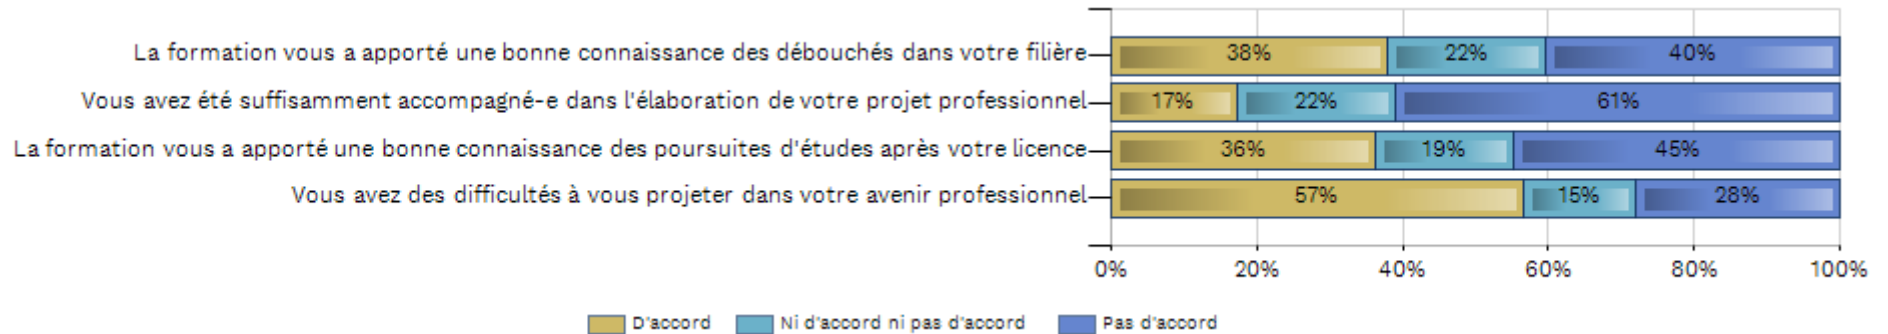 La formation vous a apporté une bonne connaissance des débouchés dans votre filière
38% 22% 40%
Vous avez été suffisamment accompagné-e dans l'élaboration de votre projet professionnel
17% 22% 61%
La formation vous a apporté une bonne connaissance des poursuites d'études après votre licence
36% 19% 45%
Vous avez des difficultés à vous projeter dans votre avenir professionnel
57% 15% 28%
0% 20% 40% 60% 80% 100%
D'accord Ni d'accord ni pas d'accord Pas d'accord